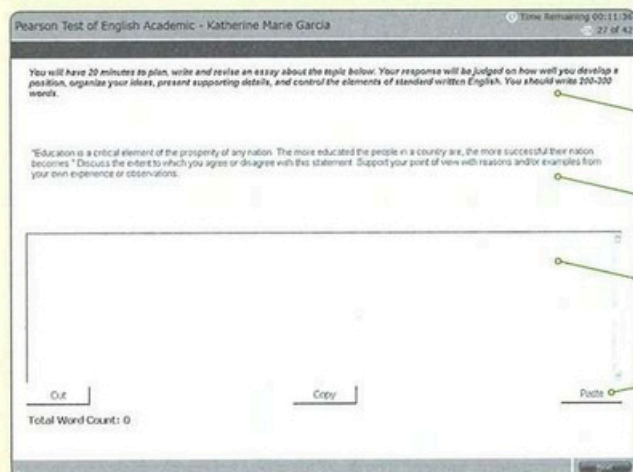 Pearson Test of English Academic - Katherine Marie Garcia
Time Remaining 00:11:36
27 of 42
You will have 20 minutes to plan, write and revise an essay about the topic below. Your response will be judged on how well you develop a
position, organize your ideas, present supporting details, and control the elements of standard written English. You should write 200-300
words.
"Education is a critical element of the prosperity of any nation. The more educated the people in a country are, the more successful their nation
becomes." Discuss the extent to which you agree or disagree with this statement. Support your point of view with reasons and/or examples from
your own experience or observations.
Cut
Copy
Paste
Total Word Count: 0